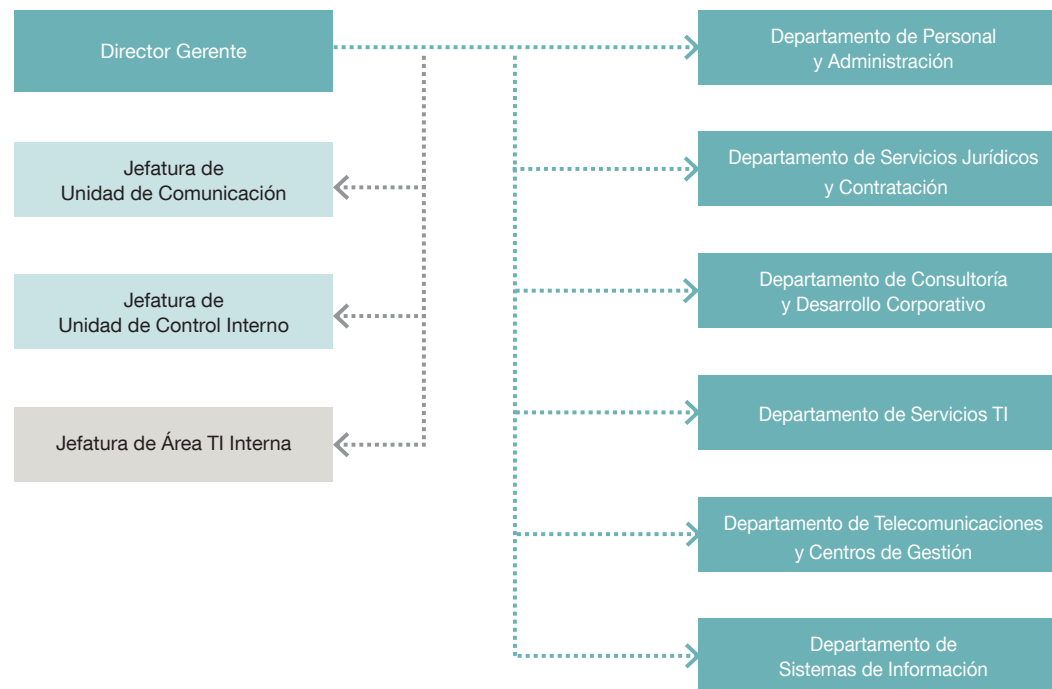 Director Gerente
Jefatura de
Unidad de Comunicación
Jefatura de
Unidad de Control Interno
Jefatura de Área TI Interna
Departamento de Personal
y Administración
Departamento de Servicios Jurídicos
y Contratación
Departamento de Consultoría
y Desarrollo Corporativo
Departamento de Servicios TI
Departamento de Telecomunicaciones
y Centros de Gestión
Departamento de
Sistemas de Información